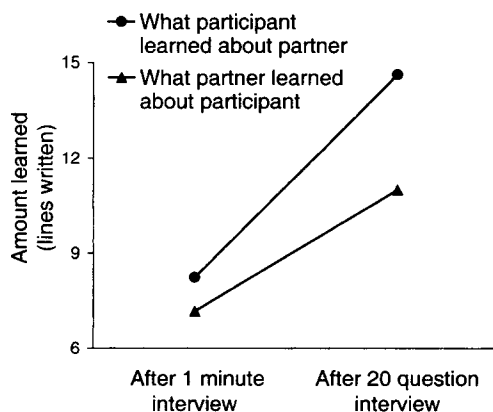 What participant
learned about partner
What partner learned
about participant
15
12
9
6
Amount learned
(lines written)
After 1 minute
interview
After 20 question
interview